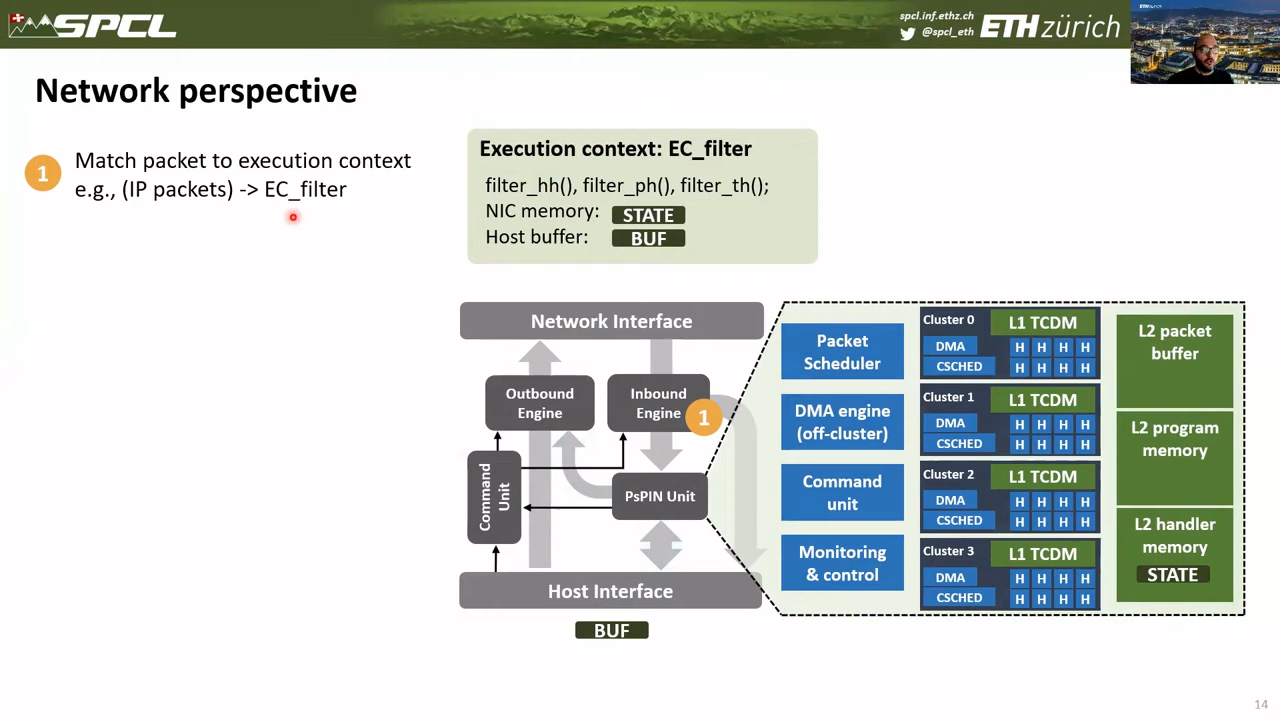 SPCL
spcl.inf.ethz.ch
@spcl_eth
ETH zürich
ETH
Network perspective
1
Match packet to execution context
e.g., (IP packets) -> EC_filter
Execution context: EC_filter
filter_hh(), filter_ph(), filter_th();
NIC memory: STATE
Host buffer: BUF
Network Interface
Outbound
Engine
Inbound
Engine
1
Command
Unit
PsPIN Unit
Host Interface
BUF
Packet
Scheduler
DMA engine
(off-cluster)
Command
unit
Monitoring
& control
Cluster 0
L1 TCDM
DMA
H H H H
CSCHED
H H H H
Cluster 1
L1 TCDM
DMA
H H H H
CSCHED
H H H H
Cluster 2
L1 TCDM
DMA
H H H H
CSCHED
H H H H
Cluster 3
L1 TCDM
DMA
H H H H
CSCHED
H H H H
L2 packet
buffer
L2 program
memory
L2 handler
memory
STATE
14